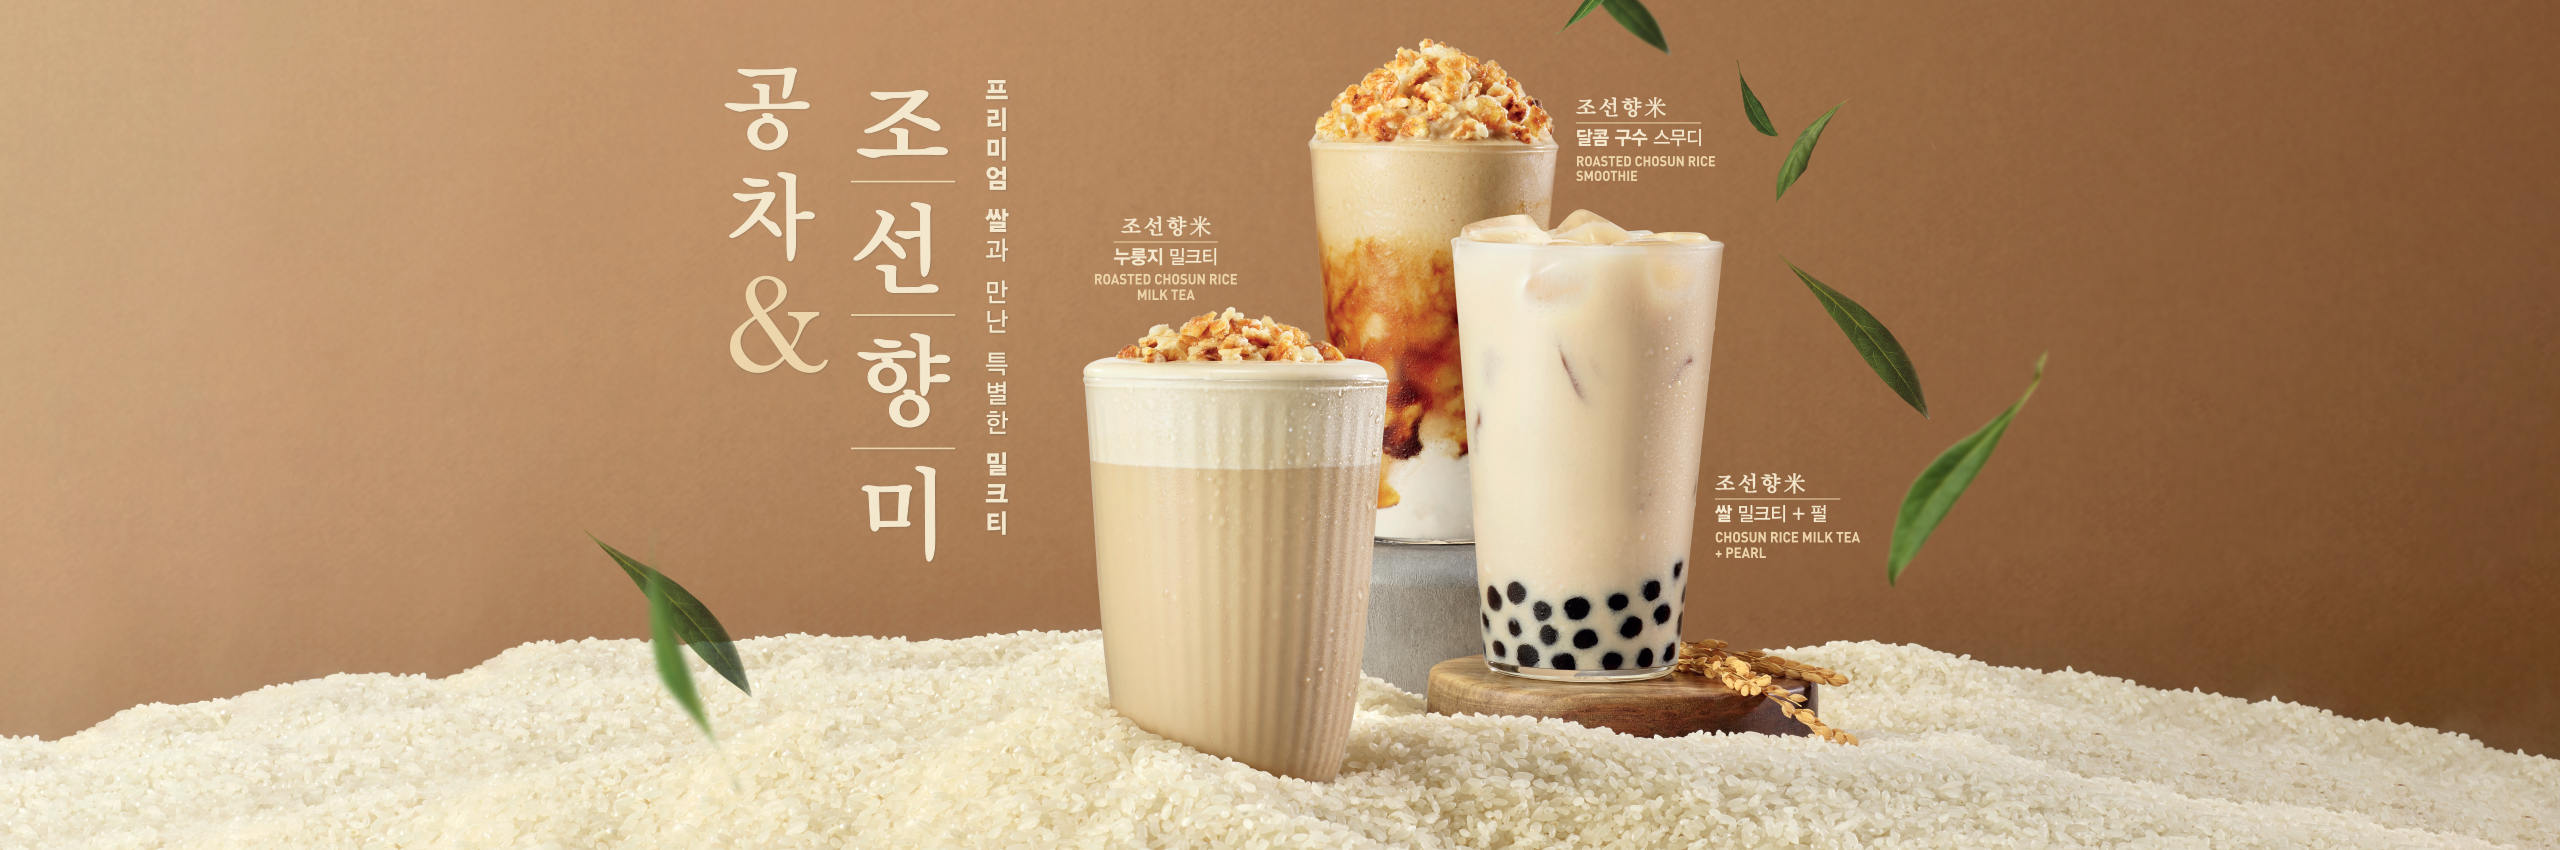 공차&
조선향미
프리미엄 쌀과 만난 특별한 밀크티
조선향米
누룽지 밀크티
ROASTED CHOSUN RICE
MILK TEA
조선향米
달콤 구수 스무디
ROASTED CHOSUN RICE
SMOOTHIE
조선향米
쌀 밀크티 + 펄
CHOSUN RICE MILK TEA
+ PEARL